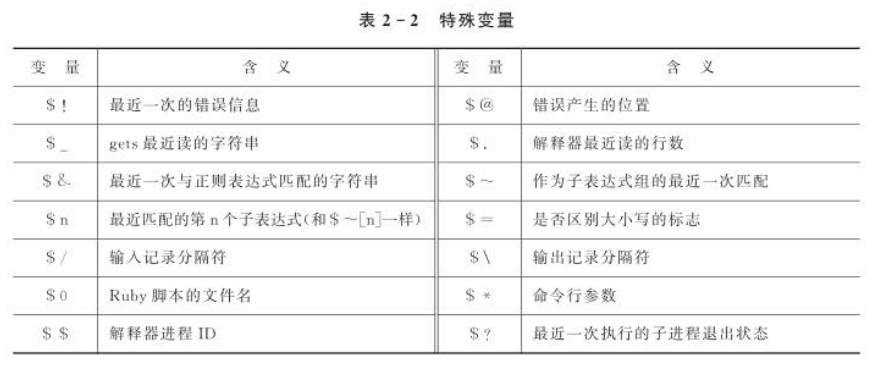 表 2-2 特殊变量
变 量 含 义 变 量 含 义
$! 最近一次的错误信息 $@ 错误产生的位置
$_ gets 最近读的字符串 $. 解释器最近读的行数
$& 最近一次与正则表达式匹配的字符串 $~ 作为子表达式组的最近一次匹配
$n 最近匹配的第 n 个子表达式(和$~[n]一样) $= 是否区别大小写的标志
$/ 输入记录分隔符 $\ 输出记录分隔符
$0 Ruby 脚本的文件名 $* 命令行参数
$$ 解释器进程 ID $? 最近一次执行的子进程退出状态